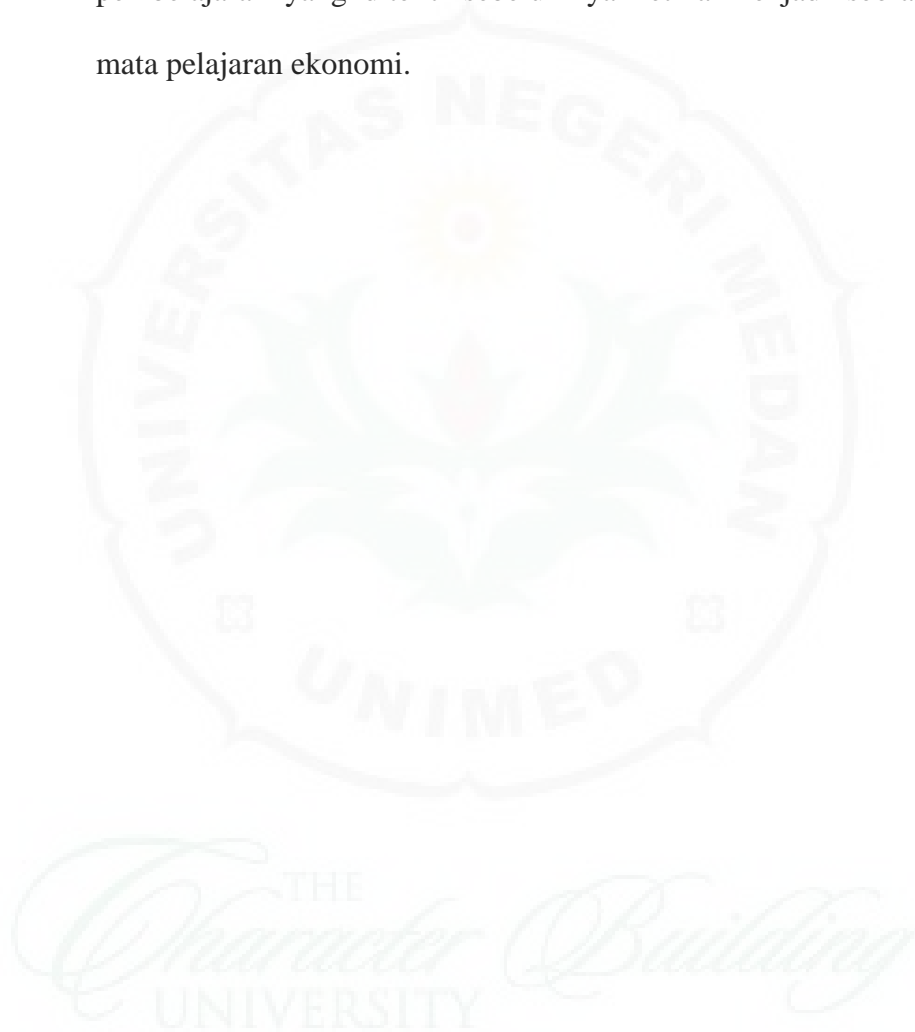 mata pelajaran ekonomi.
UNIVERSITAS NEGERI MEDAN
UNIMED
THE
Character Building
UNIVERSITY